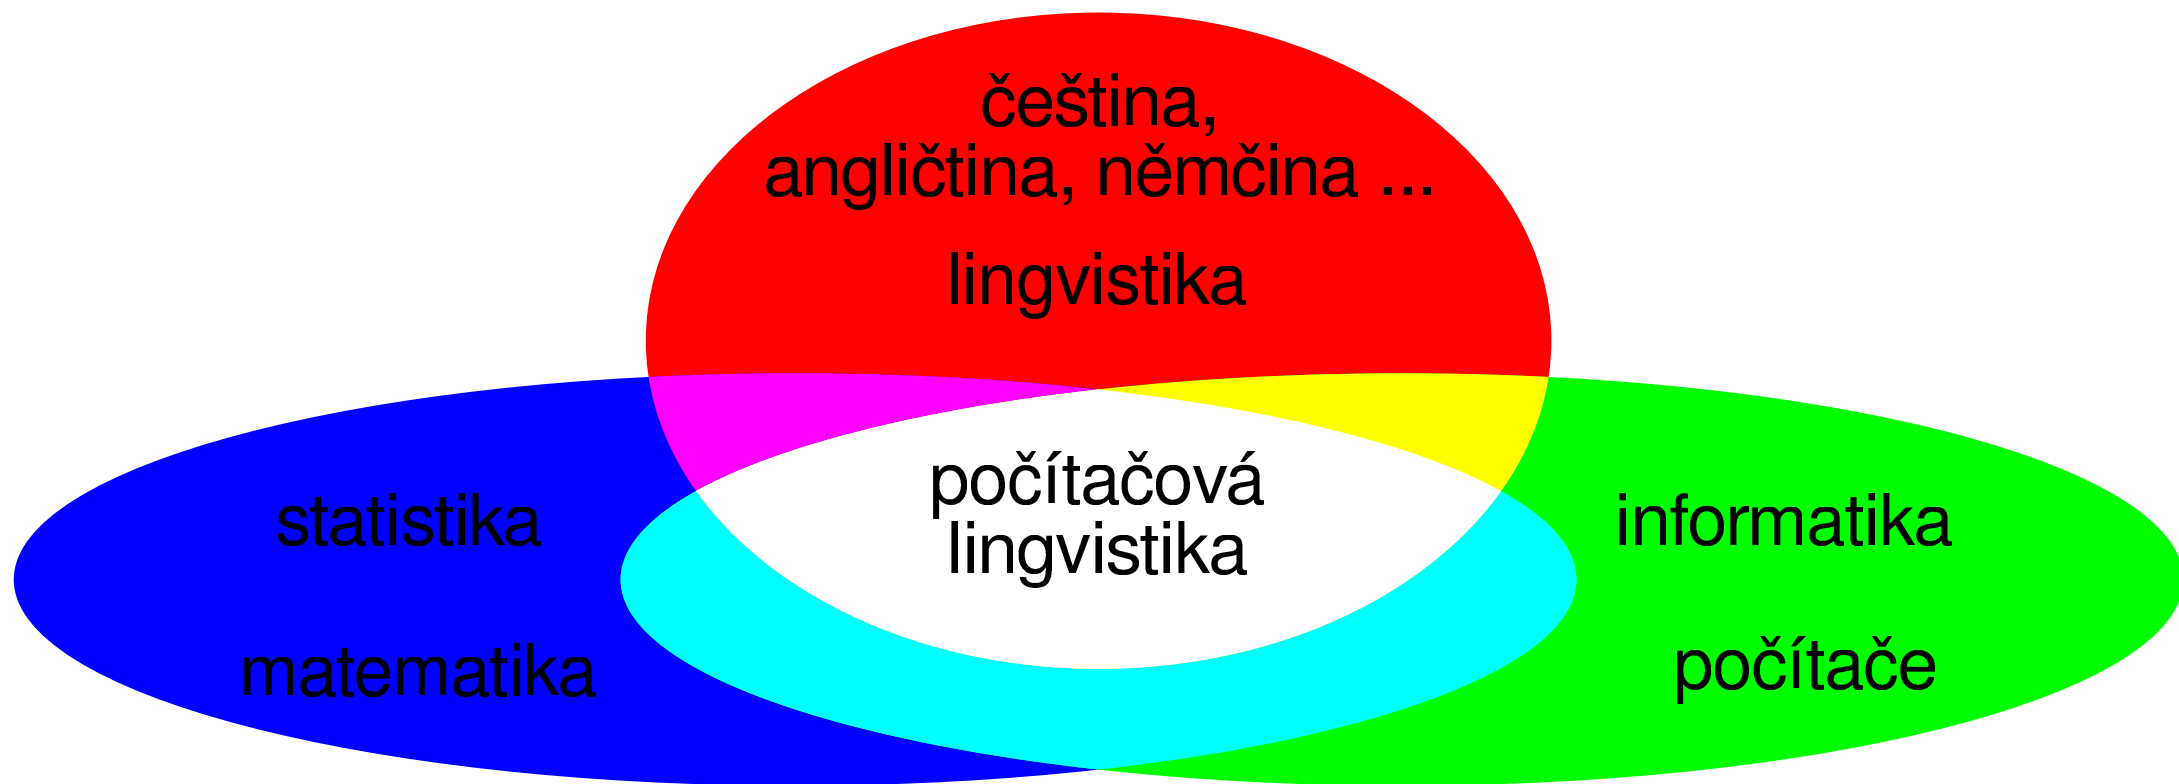 čeština,
angličtina, němčina ...
lingvistika
počítačová
lingvistika
statistika
matematika
informatika
počítače